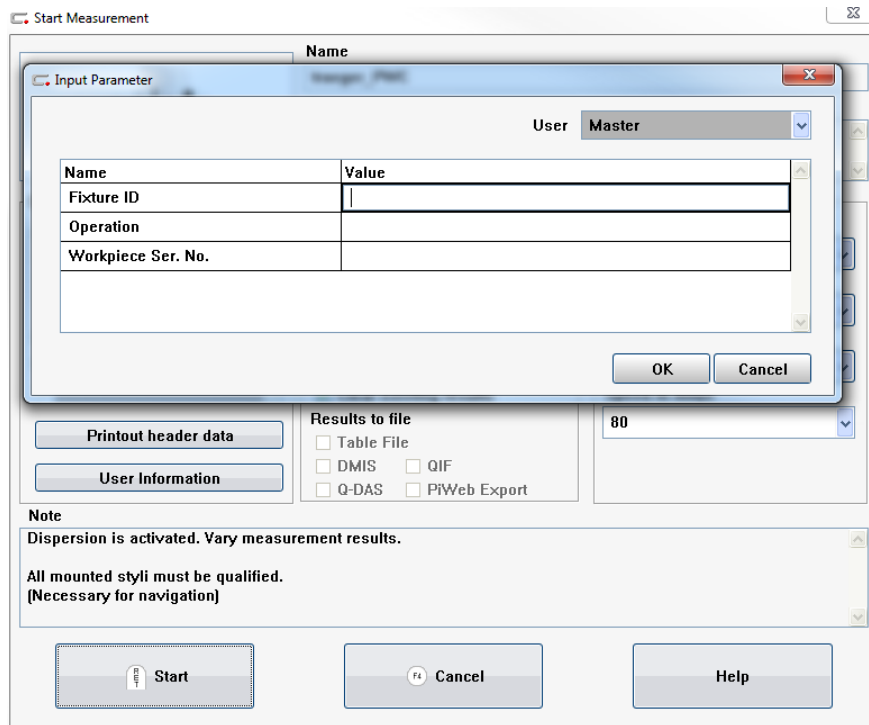 Start Measurement
Name
Input Parameter
User Master
Name Value
Fixture ID
Operation
Workpiece Ser. No.
OK Cancel
Results to file
80
Printout header data
Table File
DMIS QIF
User Information
Q-DAS PiWeb Export
Note
Dispersion is activated. Vary measurement results.
All mounted styli must be qualified.
(Necessary for navigation)
RET Start
F4 Cancel
Help